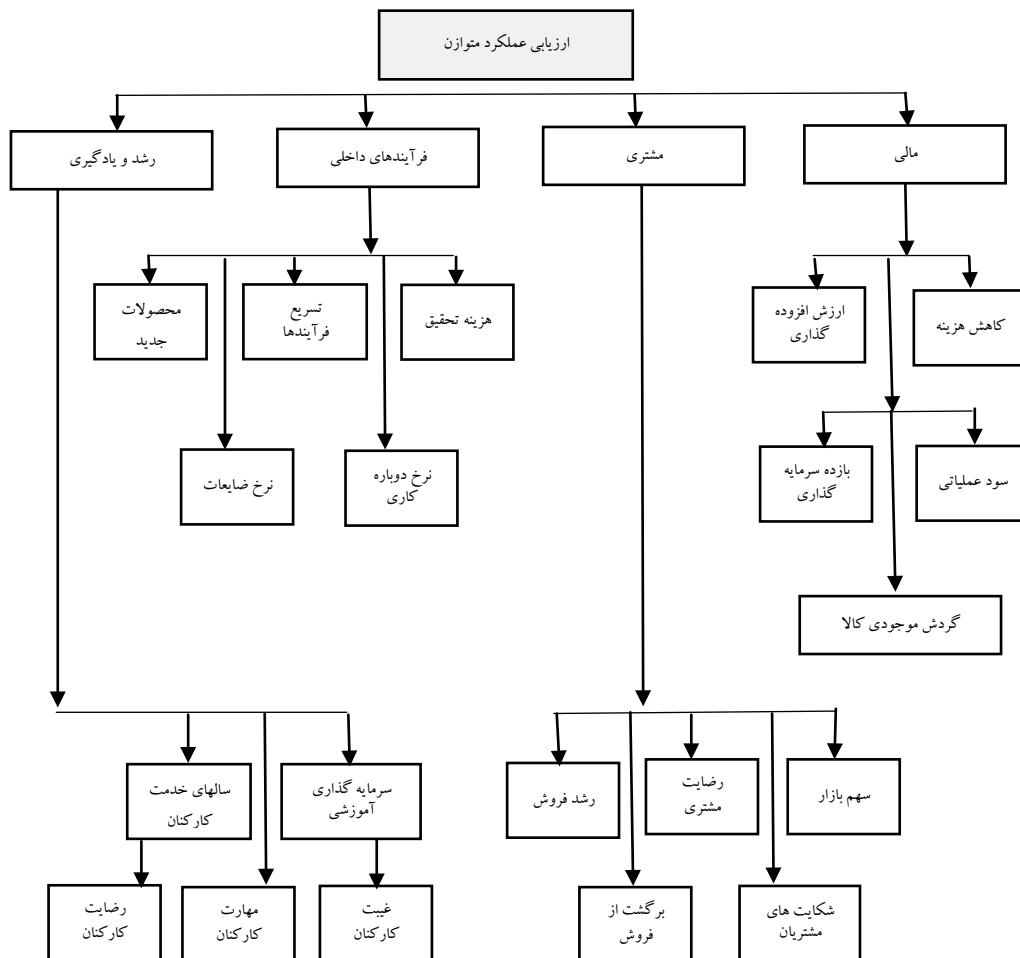 ارزیابی عملکرد متوازن
مالی
مشتری
فرآیندهای داخلی
رشد و یادگیری
کاهش هزینه
ارزش افزوده
گذاری
هزینه تحقیق
تسریع
فرآیندها
محصولات
جدید
سود عملیاتی
بازده سرمایه
گذاری
نرخ دوباره
کاری
نرخ ضایعات
گردش موجودی کالا
سهم بازار
رضایت
مشتری
رشد فروش
سرمایه گذاری
آموزشی
سالهای خدمت
کارکنان
شکایت های
مشتریان
برگشت از
فروش
غیبت
کارکنان
مهارت
کارکنان
رضایت
کارکنان